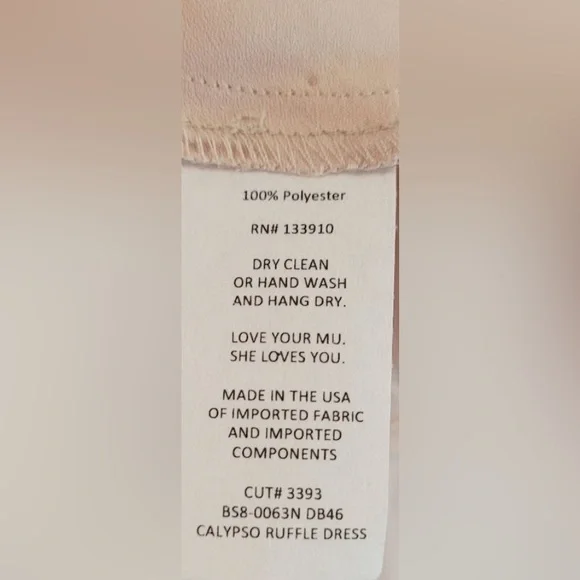 100% Polyester
RN# 133910
DRY CLEAN
OR HAND WASH
AND HANG DRY.
LOVE YOUR MU.
SHE LOVES YOU.
MADE IN THE USA
OF IMPORTED FABRIC
AND IMPORTED
COMPONENTS
CUT# 3393
BS8-0063N DB46
CALYPSO RUFFLE DRESS